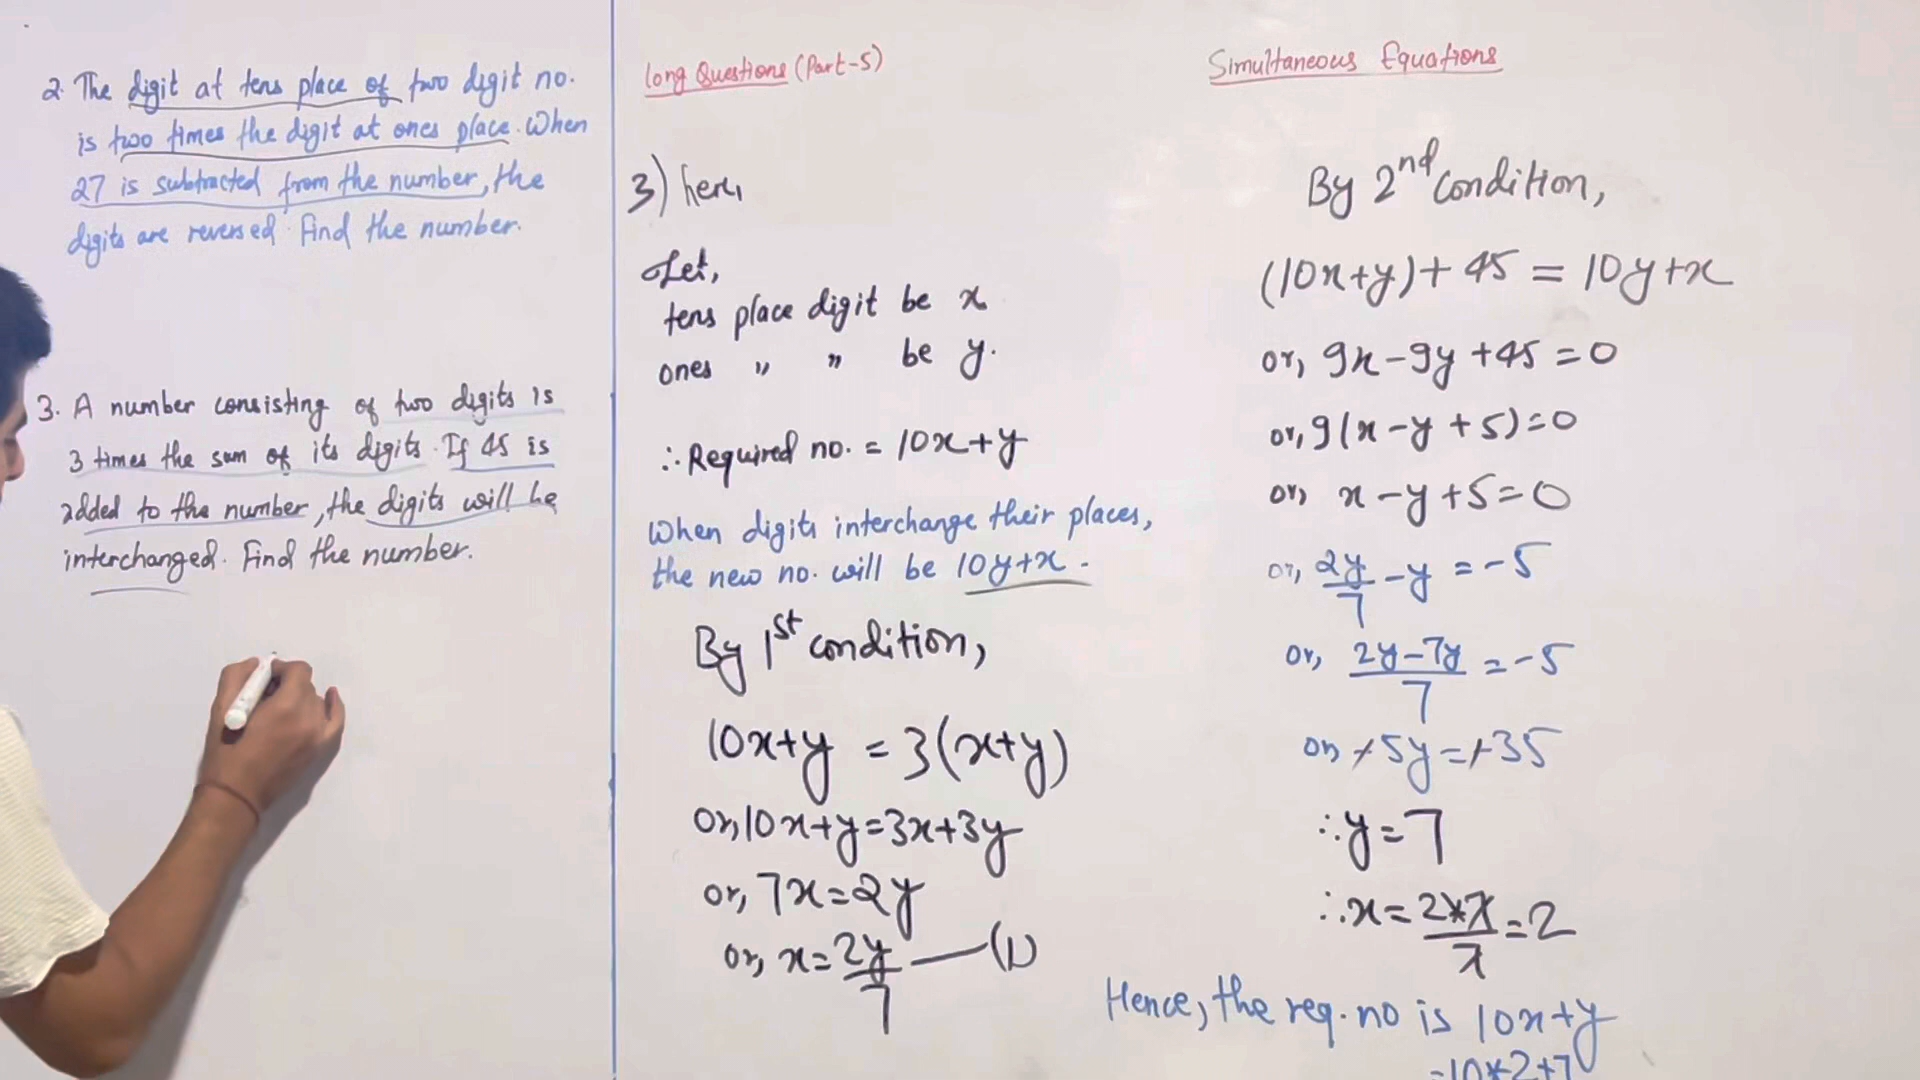 2. The digit at tens place of two digit no.
is two times the digit at ones place. When
27 is subtracted from the number, the
digits are reversed. Find the number.
3. A number consisting of two digits is
3 times the sum of its digits. If 45 is
added to the number, the digits will be
interchanged. Find the number.
Long Questions (Part-5)
3) here,
Let,
tens place digit be x
ones " " be y.
∴ Required no. = 10x+y
When digits interchange their places,
the new no. will be 10y+x.
By 1st condition,
10x+y = 3(x+y)
or, 10x+y=3x+3y
or, 7x=2y
or, x=2y/7 —(1)
Simultaneous Equations
By 2nd condition,
(10x+y)+45 = 10y+x
or, 9x-9y+45=0
or, 9(x-y+5)=0
or, x-y+5=0
or, 2y/7 -y = -5
or, (2y-7y)/7 = -5
or, -5y=-35
∴ y=7
∴ x=2*7/7=2
Hence, the req. no is 10x+y
=10*2+7